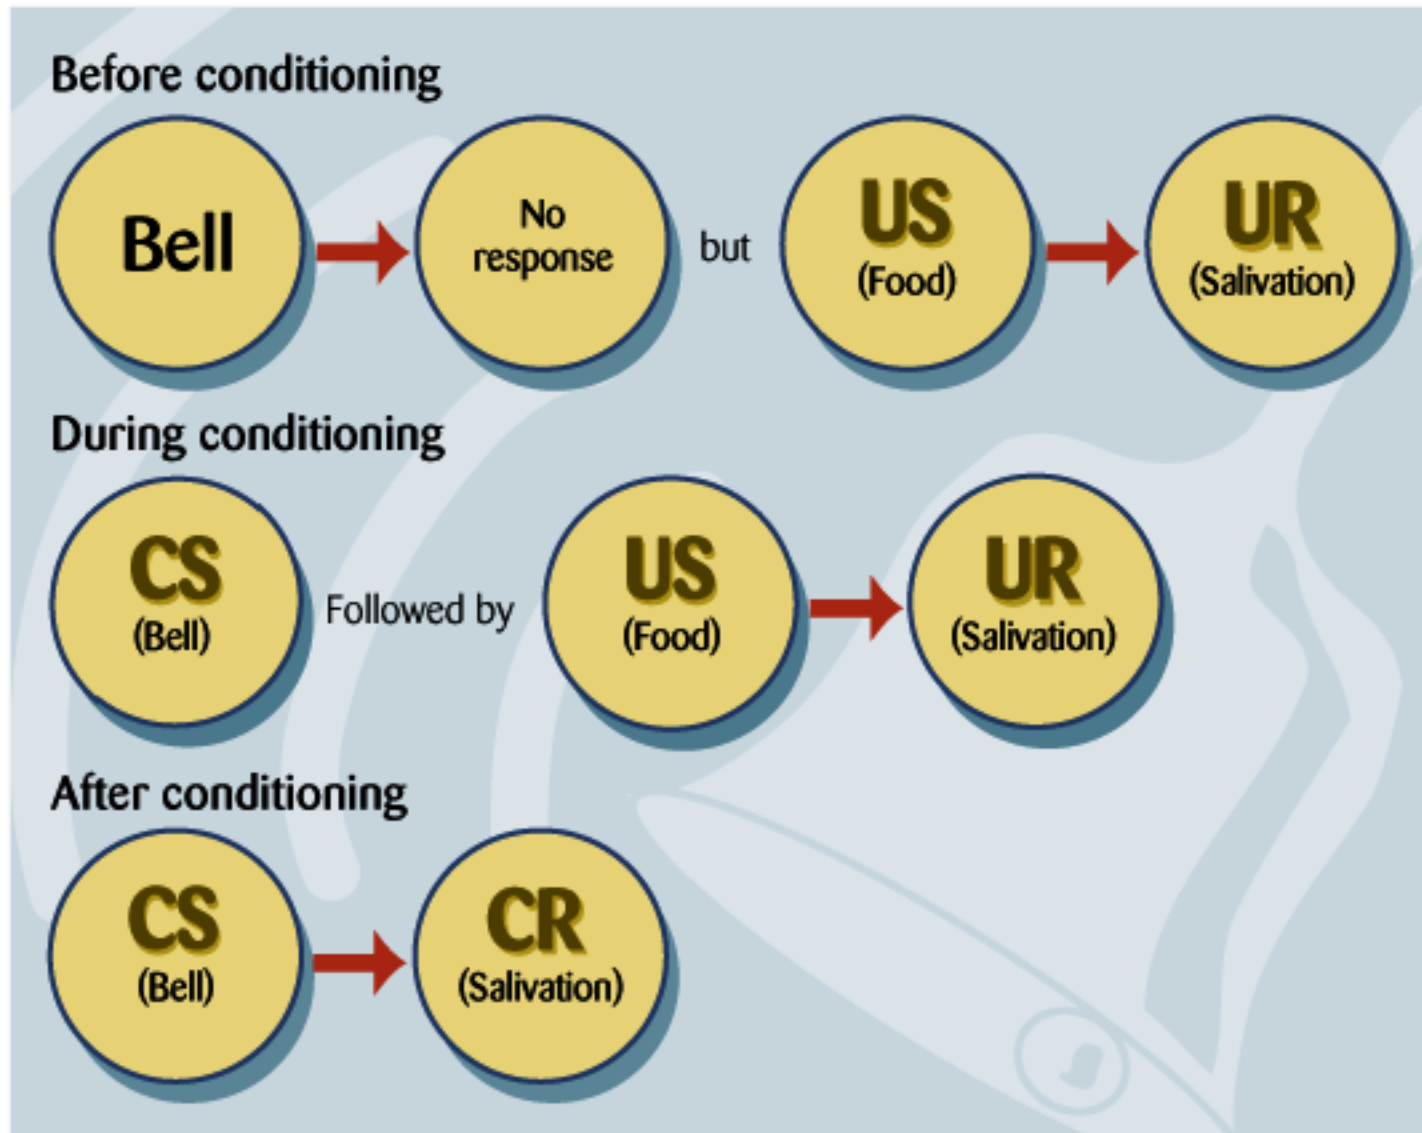 Before conditioning
Bell
No
response
but
US
(Food)
UR
(Salivation)
During conditioning
CS
(Bell)
Followed by
US
(Food)
UR
(Salivation)
After conditioning
CS
(Bell)
CR
(Salivation)